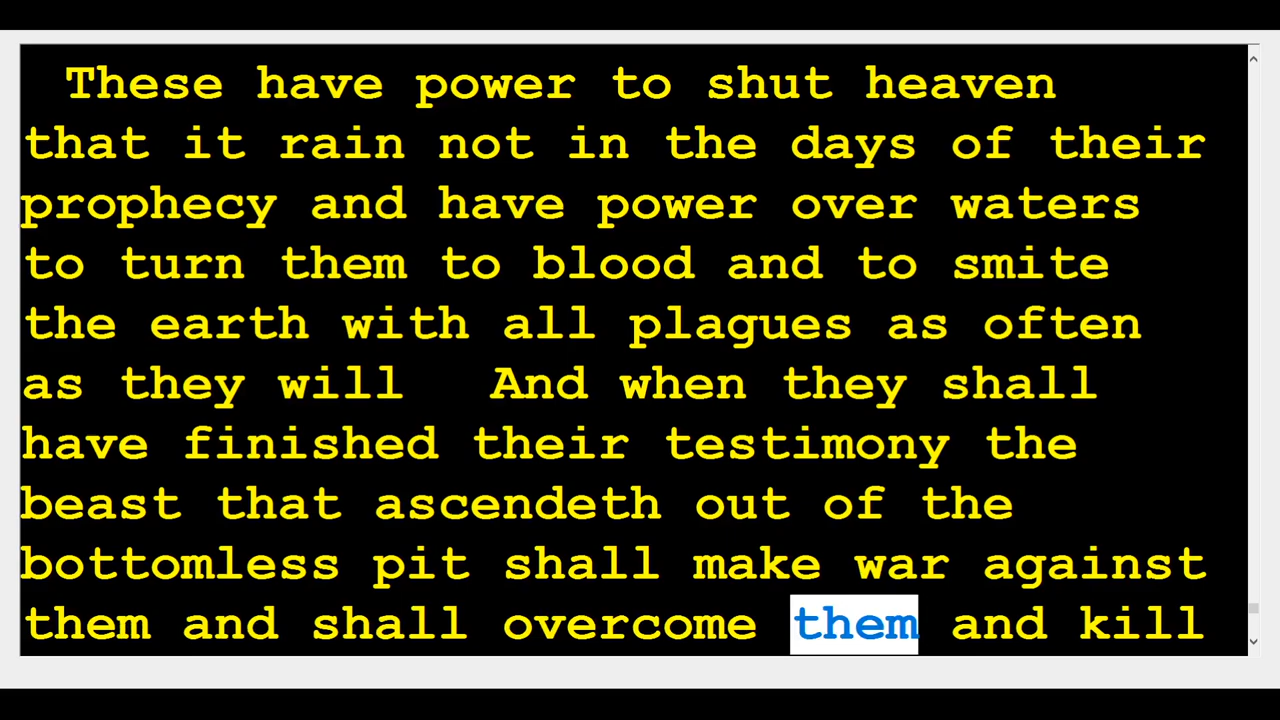 These have power to shut heaven
that it rain not in the days of their
prophecy and have power over waters
to turn them to blood and to smite
the earth with all plagues as often
as they will   And when they shall
have finished their testimony the
beast that ascendeth out of the
bottomless pit shall make war against
them and shall overcome them and kill